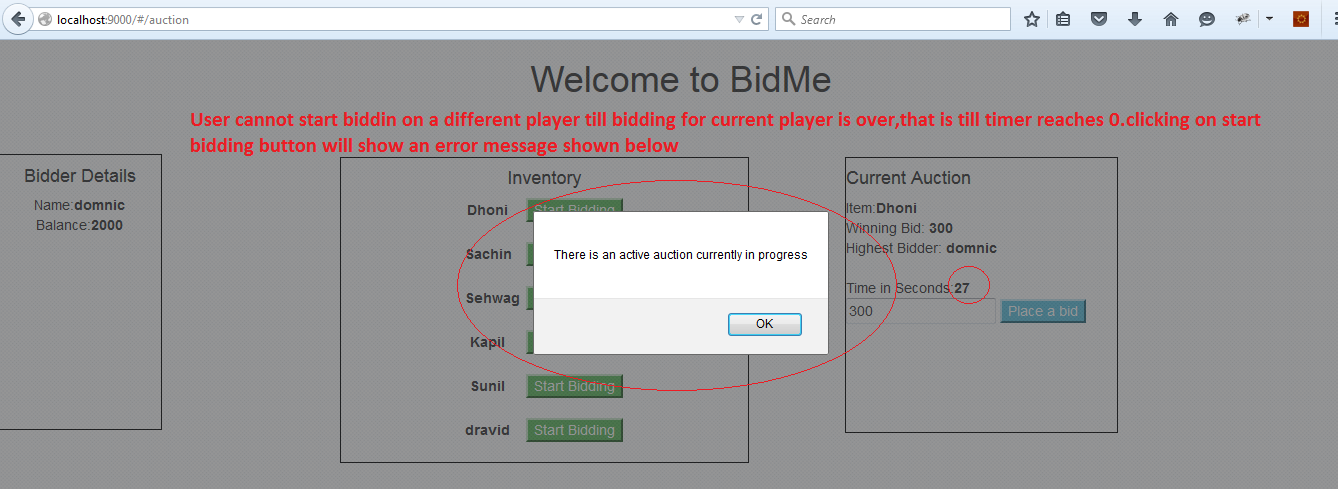 localhost:9000/#/auction
Search
Welcome to BidMe
User cannot start biddin on a different player till bidding for current player is over,that is till timer reaches 0.clicking on start
bidding button will show an error message shown below
Bidder Details
Name:domnic
Balance:2000
Inventory
Dhoni Start Bidding
Sachin
Sehwag
Kapil
Sunil Start Bidding
dravid Start Bidding
There is an active auction currently in progress
OK
Current Auction
Item:Dhoni
Winning Bid: 300
Highest Bidder: domnic
Time in Seconds:27
300 Place a bid